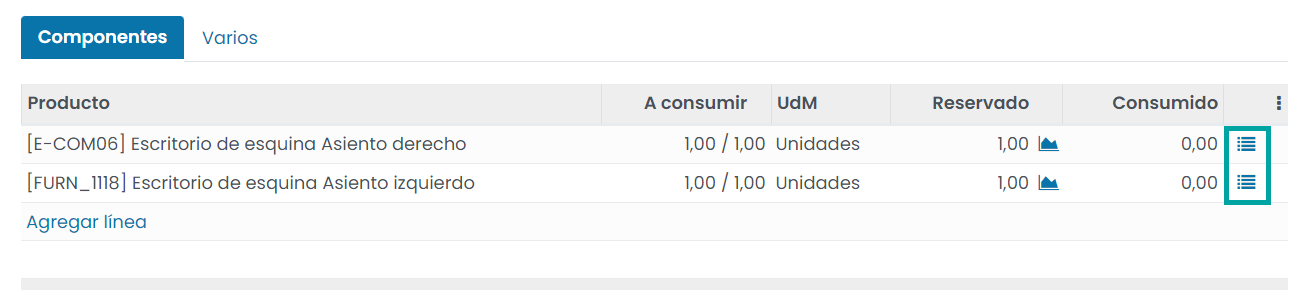 Componentes Varios
Producto A consumir UdM Reservado Consumido
[E-COM06] Escritorio de esquina Asiento derecho 1,00 / 1,00 Unidades 1,00 0,00
[FURN_1118] Escritorio de esquina Asiento izquierdo 1,00 / 1,00 Unidades 1,00 0,00
Agregar línea